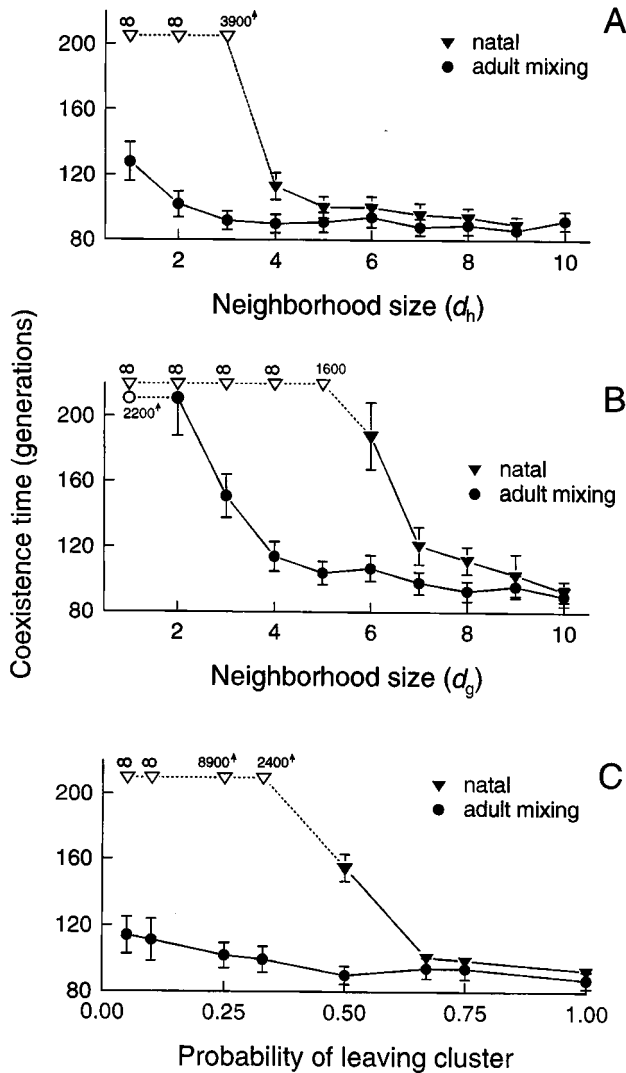 A
∞ ∞ 3900↑
200
160
120
80
natal
adult mixing
2 4 6 8 10
Neighborhood size (dh)
Coexistence time (generations)
B
∞ ∞ ∞ ∞ 1600
2200↑
200
160
120
80
natal
adult mixing
2 4 6 8 10
Neighborhood size (dg)
C
∞ ∞ 8900↑ 2400↑
200
160
120
80
natal
adult mixing
0.00 0.25 0.50 0.75 1.00
Probability of leaving cluster